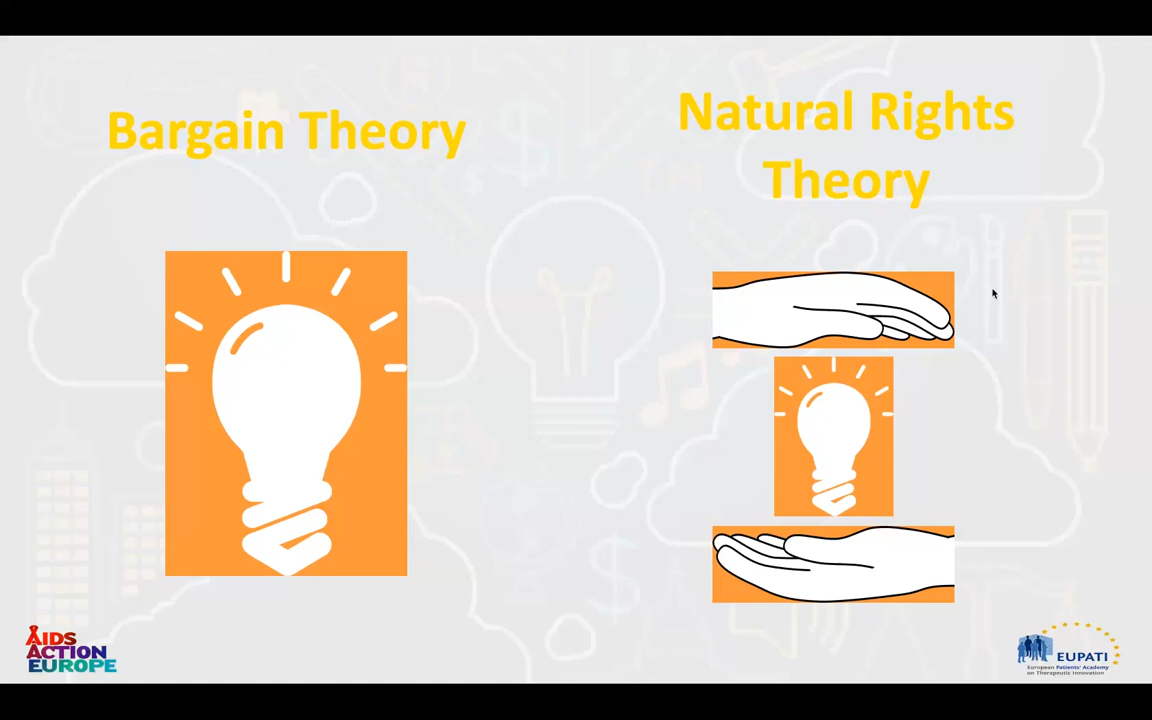 Bargain Theory
Natural Rights
Theory
AIDS
ACTION
EUROPE
EUPATI
European Patients' Academy
on Therapeutic Innovation